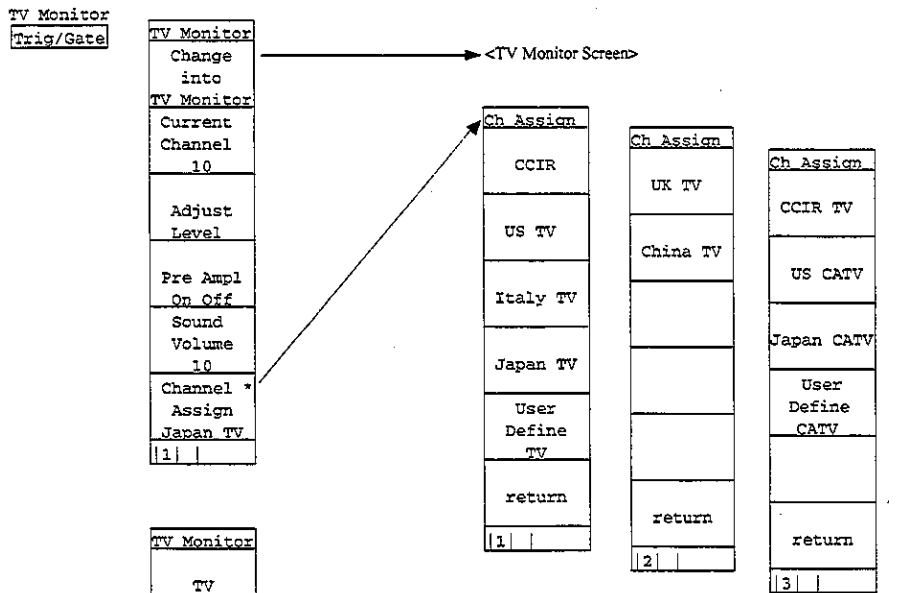 TV Monitor
Trig/Gate
TV Monitor
Change
into
TV Monitor
Current
Channel
10
Adjust
Level
Pre Ampl
On Off
Sound
Volume
10
Channel *
Assign
Japan TV
|1| |
<TV Monitor Screen>
Ch Assign
CCIR
US TV
Italy TV
Japan TV
User
Define
TV
return
|1| |
Ch Assign
UK TV
China TV
return
|2| |
Ch Assign
CCIR TV
US CATV
Japan CATV
User
Define
CATV
return
|3| |
TV Monitor
TV